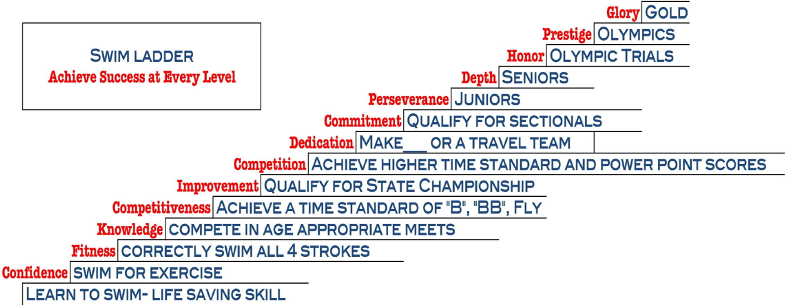 Glory GOLD
Prestige OLYMPICS
SWIM LADDER
Honor OLYMPIC TRIALS
Achieve Success at Every Level
Depth SENIORS
Perseverance JUNIORS
Commitment QUALIFY FOR SECTIONALS
Dedication MAKE___ OR A TRAVEL TEAM
Competition ACHIEVE HIGHER TIME STANDARD AND POWER POINT SCORES
Improvement QUALIFY FOR STATE CHAMPIONSHIP
Competitiveness ACHIEVE A TIME STANDARD OF "B", "BB", FLY
Knowledge COMPETE IN AGE APPROPRIATE MEETS
Fitness CORRECTLY SWIM ALL 4 STROKES
Confidence SWIM FOR EXERCISE
LEARN TO SWIM- LIFE SAVING SKILL